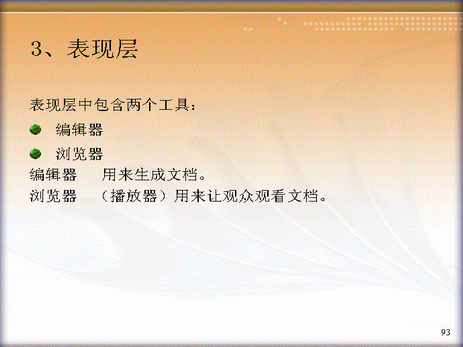 3、表现层
表现层中包含两个工具：
编辑器
浏览器
编辑器 用来生成文档。
浏览器 （播放器）用来让观众观看文档。
93